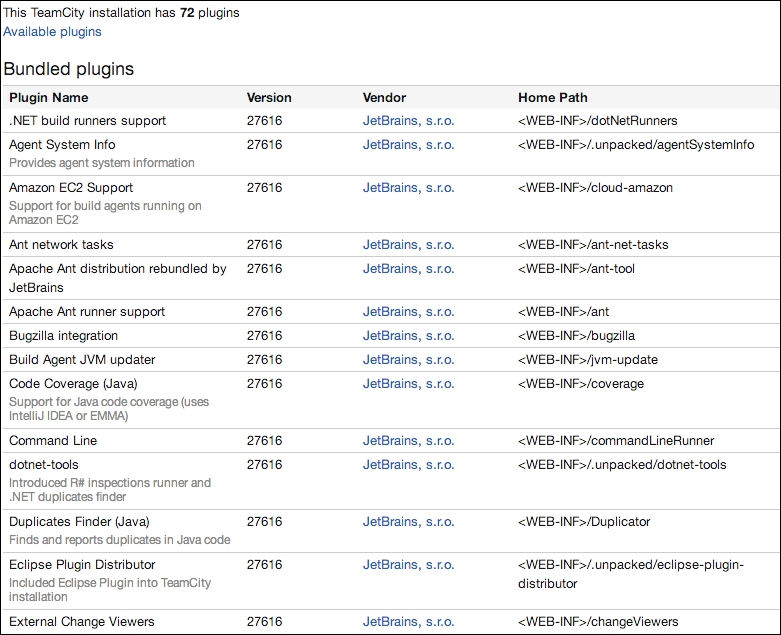 This TeamCity installation has 72 plugins
Available plugins
Bundled plugins
Plugin Name Version Vendor Home Path
.NET build runners support 27616 JetBrains, s.r.o. <WEB-INF>/dotNetRunners
Agent System Info 27616 JetBrains, s.r.o. <WEB-INF>/.unpacked/agentSystemInfo
Provides agent system information
Amazon EC2 Support 27616 JetBrains, s.r.o. <WEB-INF>/cloud-amazon
Support for build agents running on
Amazon EC2
Ant network tasks 27616 JetBrains, s.r.o. <WEB-INF>/ant-net-tasks
Apache Ant distribution rebundled by 27616 JetBrains, s.r.o. <WEB-INF>/ant-tool
JetBrains
Apache Ant runner support 27616 JetBrains, s.r.o. <WEB-INF>/ant
Bugzilla integration 27616 JetBrains, s.r.o. <WEB-INF>/bugzilla
Build Agent JVM updater 27616 JetBrains, s.r.o. <WEB-INF>/jvm-update
Code Coverage (Java) 27616 JetBrains, s.r.o. <WEB-INF>/coverage
Support for Java code coverage (uses
IntelliJ IDEA or EMMA)
Command Line 27616 JetBrains, s.r.o. <WEB-INF>/commandLineRunner
dotnet-tools 27616 JetBrains, s.r.o. <WEB-INF>/.unpacked/dotnet-tools
Introduced R# inspections runner and
.NET duplicates finder
Duplicates Finder (Java) 27616 JetBrains, s.r.o. <WEB-INF>/Duplicator
Finds and reports duplicates in Java code
Eclipse Plugin Distributor 27616 JetBrains, s.r.o. <WEB-INF>/.unpacked/eclipse-plugin-
Included Eclipse Plugin into TeamCity distributor
installation
External Change Viewers 27616 JetBrains, s.r.o. <WEB-INF>/changeViewers